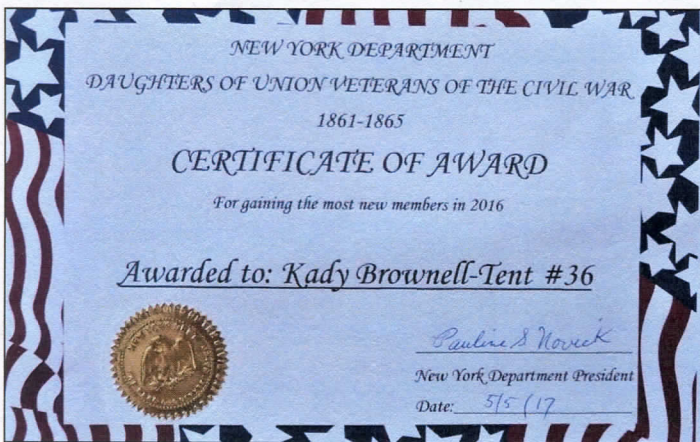 NEW YORK DEPARTMENT
DAUGHTERS OF UNION VETERANS OF THE CIVIL WAR
1861-1865
CERTIFICATE OF AWARD
For gaining the most new members in 2016
Awarded to: Kady Brownell-Tent #36
Pauline S Novick
New York Department President
Date: 5/5/17